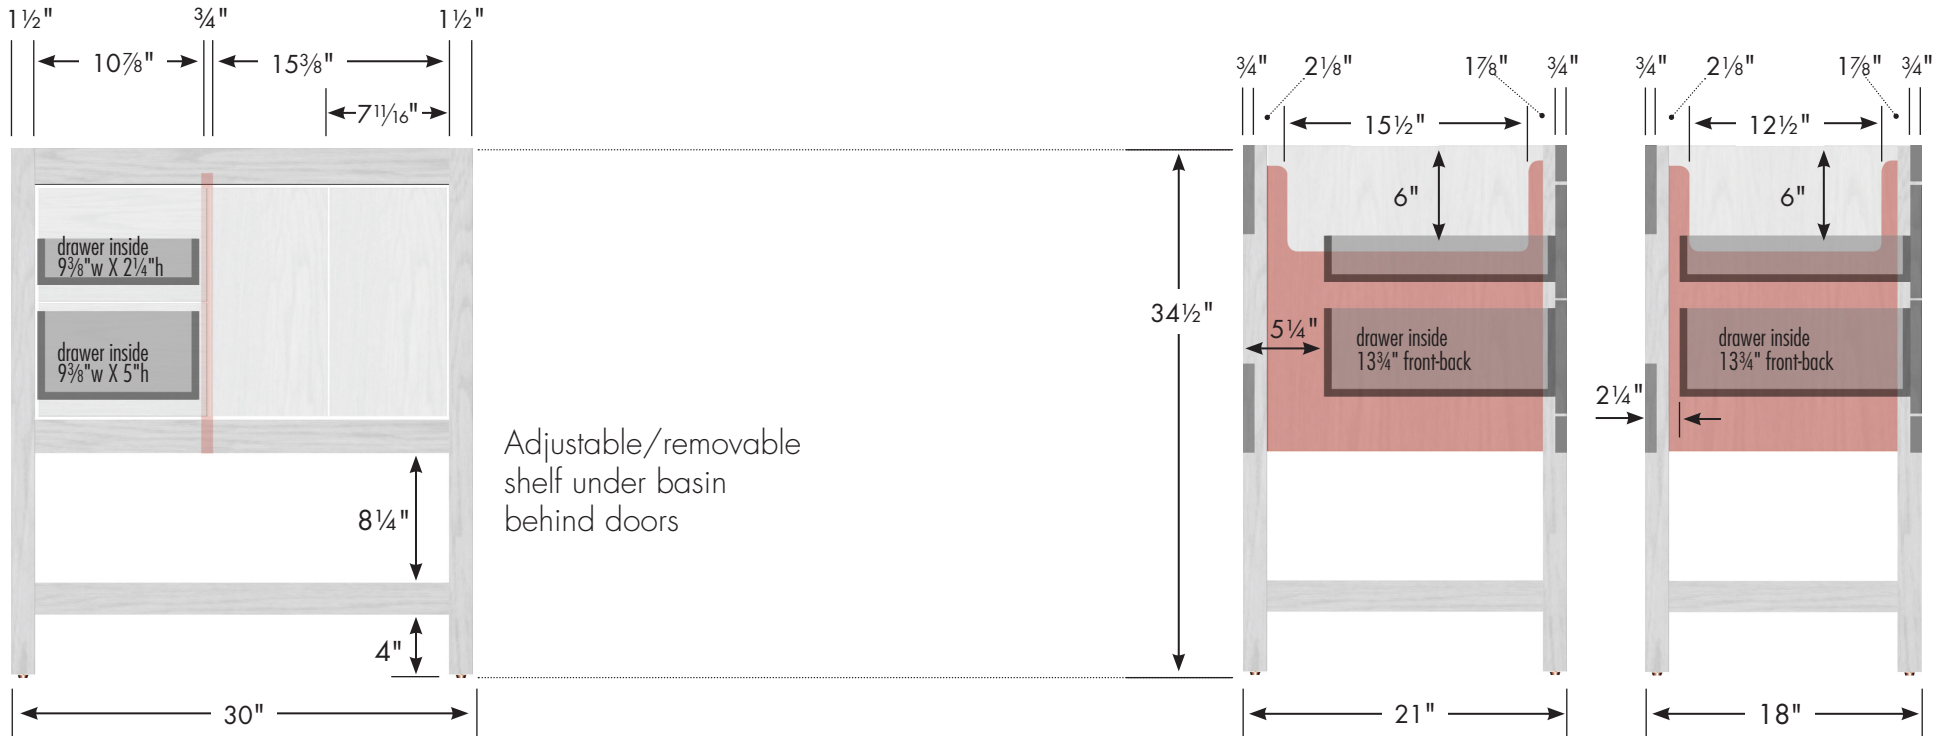 1½" ¾" 1½"
10⅞" 15⅜"
7 11/16"
drawer inside
9⅜"w X 2¼"h
drawer inside
9⅜"w X 5"h
8¼"
4"
30"
Adjustable/removable
shelf under basin
behind doors
34½"
¾" 2⅛" 1⅞" ¾"
15½"
6"
5¼"
drawer inside
13¾" front-back
21"
¾" 2⅛" 1⅞" ¾"
12½"
6"
drawer inside
13¾" front-back
2¼"
18"